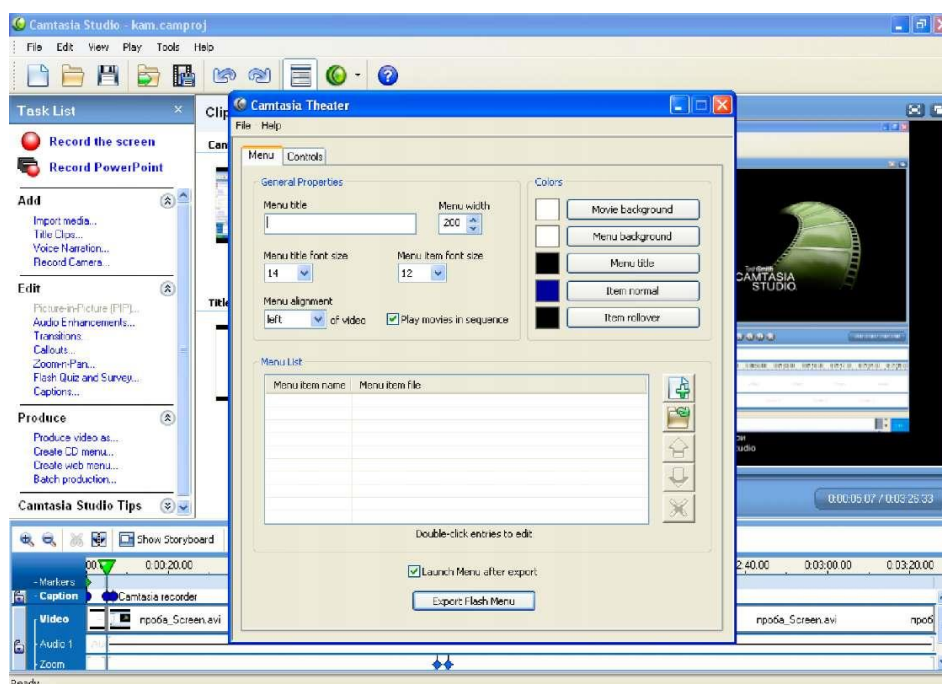 Camtasia Studio - kam.camproj
File Edit View Play Tools Help
Task List
Record the screen
Record PowerPoint
Add
Import media...
Title Clips...
Voice Narration...
Record Camera...
Edit
Picture-in-Picture (PIP)...
Audio Enhancements...
Transitions
Callouts...
Zoom-n-Pan...
Flash Quiz and Survey...
Captions...
Produce
Produce video as...
Create CD menu...
Create web menu...
Batch production...
Camtasia Studio Tips
Clip
Cam
Title
Camtasia Theater
File Help
Menu Controls
General Properties
Menu title Menu width
200
Menu title font size Menu item font size
14 12
Menu alignment
left of video Play movies in sequence
Colors
Movie background
Menu background
Menu title
Item normal
Item rollover
Menu List
Menu item name Menu item file
Double-click entries to edit
Launch Menu after export
Export Flash Menu
TechSmith
CAMTASIA
STUDIO
ри
tudio
0:00:05.07 / 0:03:26.33
Show Storyboard
0:00:20.00 2:40.00 0:03:00.00 0:03:20.00
Markers
Caption Camtasia recorder
Video проба_Screen.avi проба_Screen.avi проб
Audio 1
Zoom
Ready